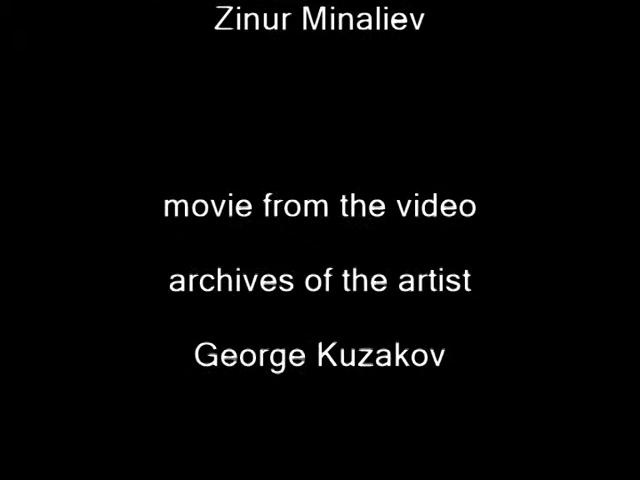 Zinur Minaliev
movie from the video
archives of the artist
George Kuzakov